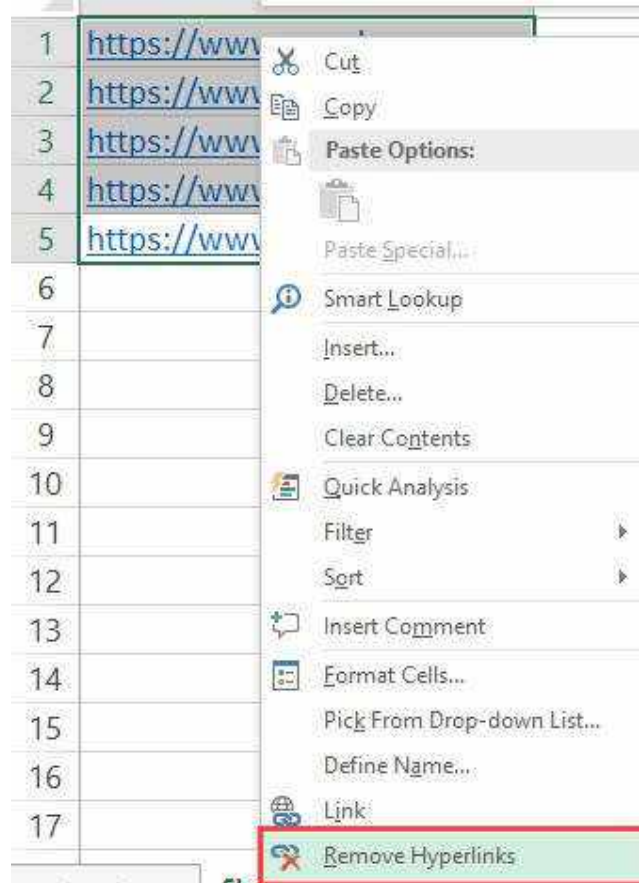 1 https://www
2 https://www
3 https://www
4 https://www
5 https://www
6
7
8
9
10
11
12
13
14
15
16
17
Cut
Copy
Paste Options:
Paste Special...
Smart Lookup
Insert...
Delete...
Clear Contents
Quick Analysis
Filter
Sort
Insert Comment
Format Cells...
Pick From Drop-down List...
Define Name...
Link
Remove Hyperlinks